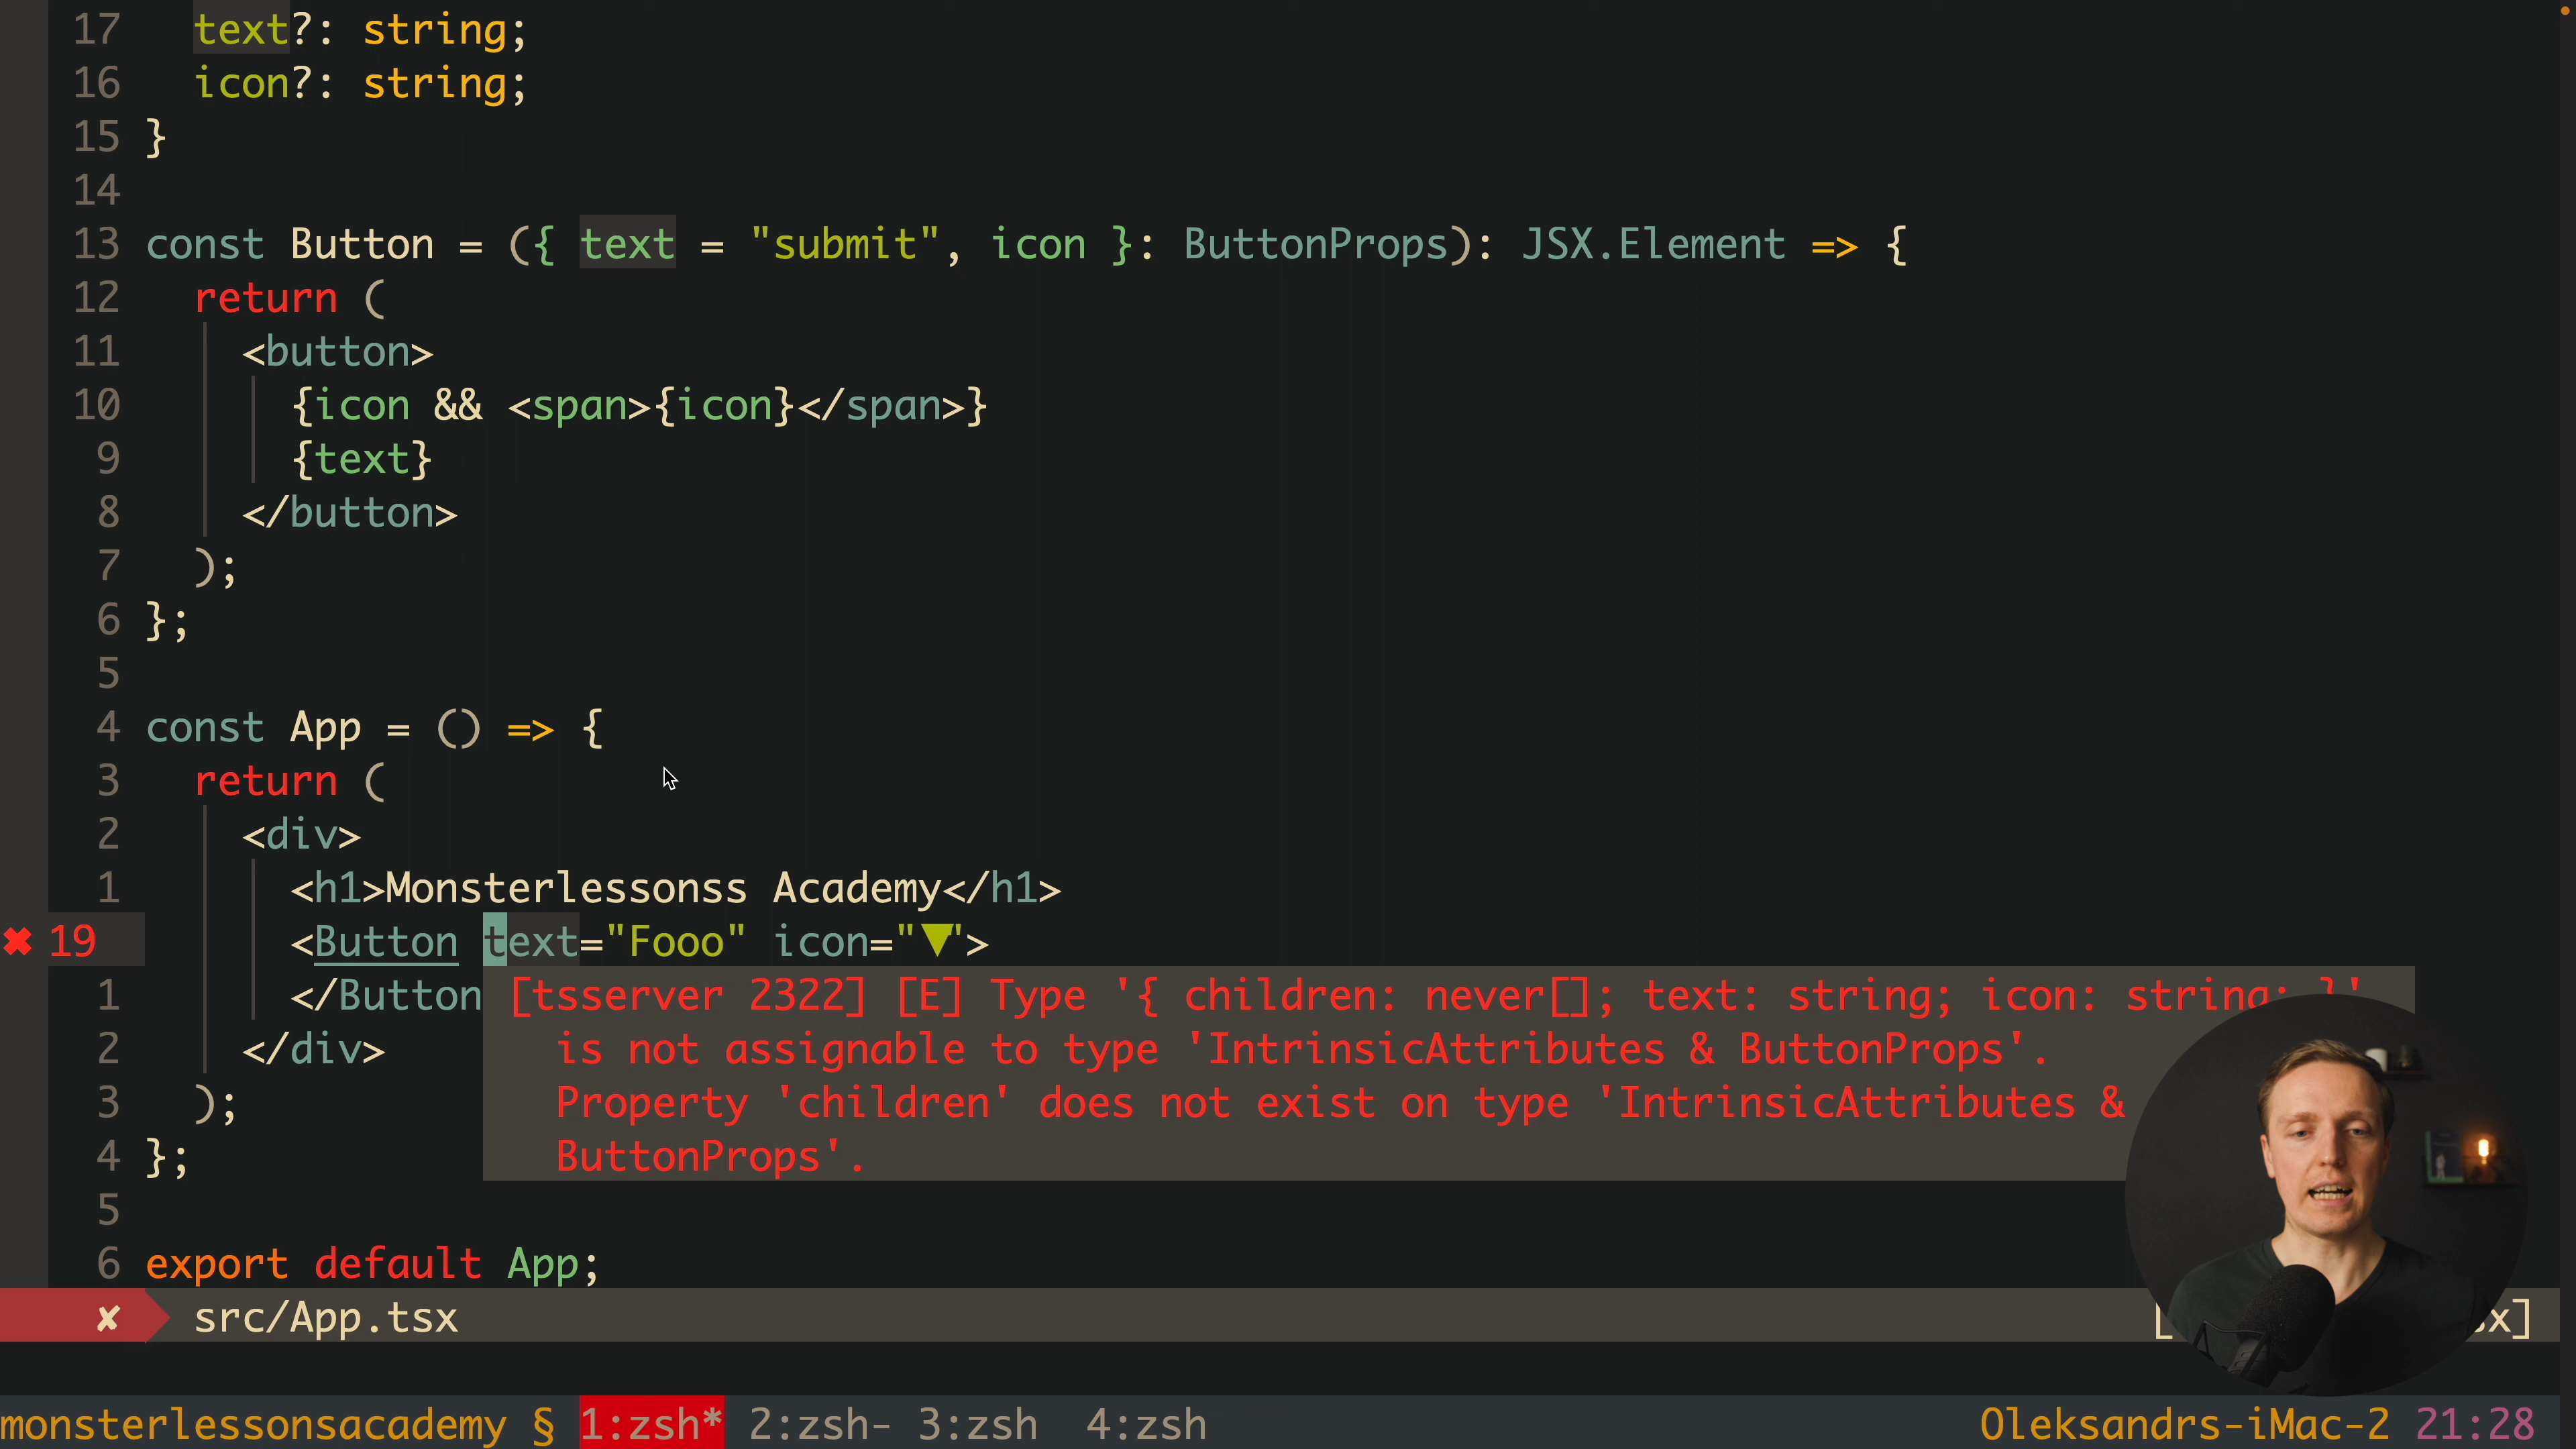 17 text?: string;
16 icon?: string;
15 }
14
13 const Button = ({ text = "submit", icon }: ButtonProps): JSX.Element => {
12 return (
11 <button>
10 {icon && <span>{icon}</span>}
9 {text}
8 </button>
7 );
6 };
5
4 const App = () => {
3 return (
2 <div>
1 <h1>Monsterlessonss Academy</h1>
✖ 19 <Button text="Fooo" icon="▼">
1 </Button [tsserver 2322] [E] Type '{ children: never[]; text: string; icon: string; }'
2 </div> is not assignable to type 'IntrinsicAttributes & ButtonProps'.
3 ); Property 'children' does not exist on type 'IntrinsicAttributes &
4 }; ButtonProps'.
5
6 export default App;
✘ src/App.tsx [ x]
monsterlessonsacademy § 1:zsh* 2:zsh- 3:zsh 4:zsh Oleksandrs-iMac-2 21:28